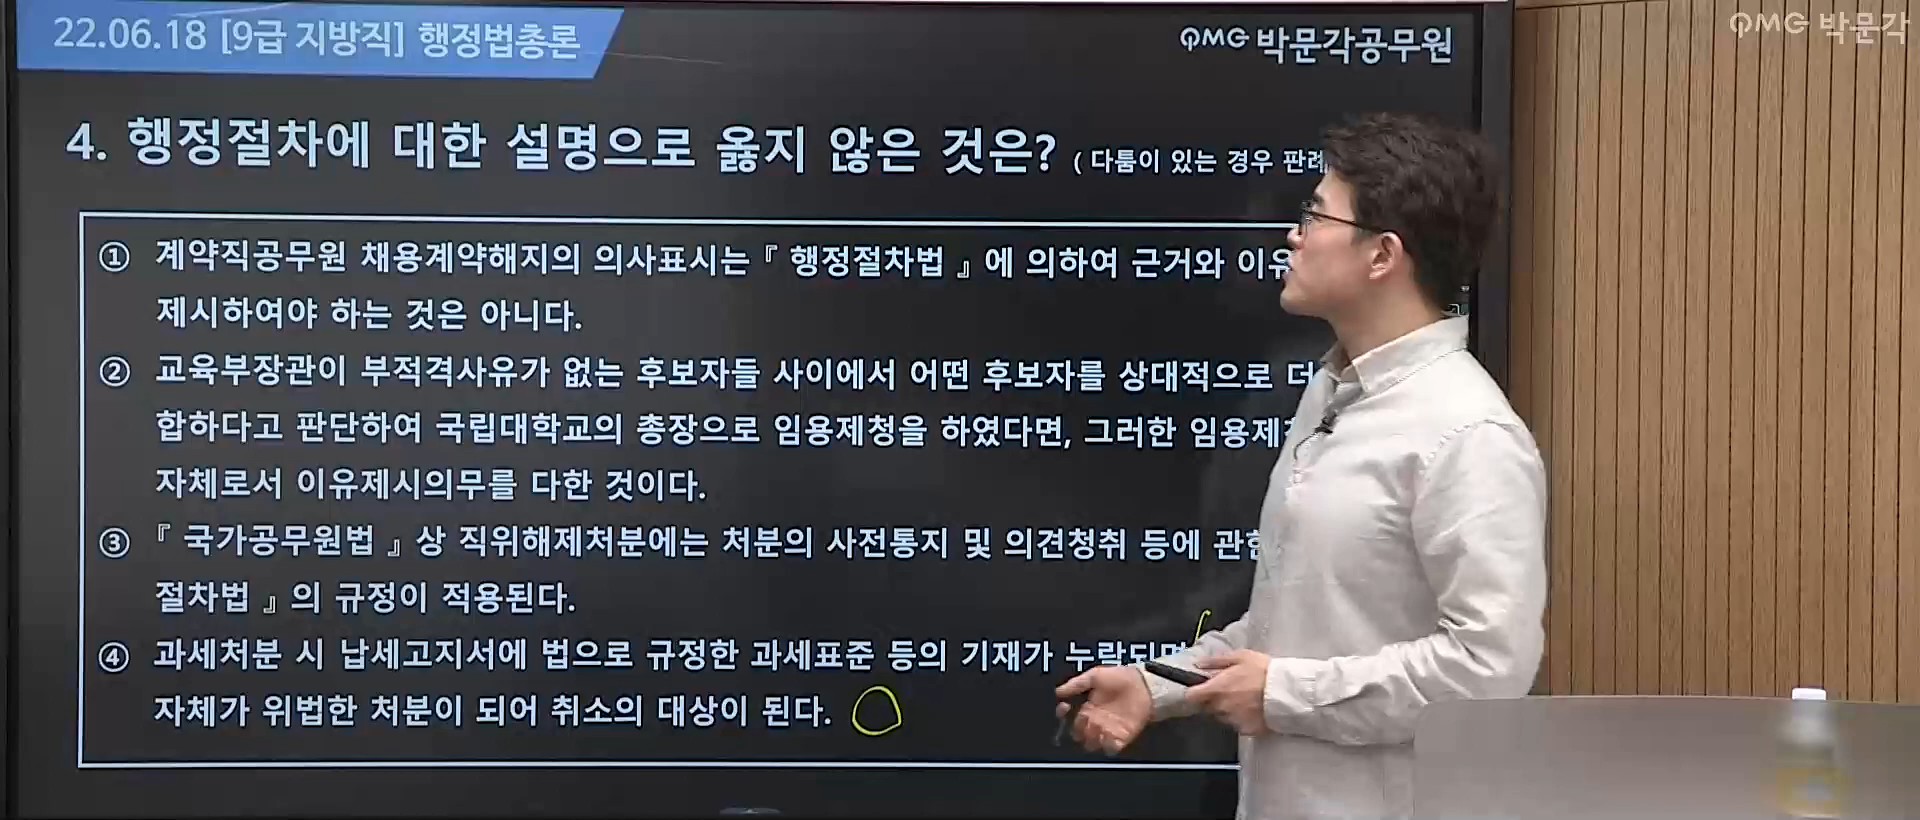 22.06.18 [9급 지방직] 행정법총론
PMG 박문각공무원
PMG 박문각
4. 행정절차에 대한 설명으로 옳지 않은 것은? ( 다툼이 있는 경우 판례
① 계약직공무원 채용계약해지의 의사표시는 『 행정절차법 』 에 의하여 근거와 이유
제시하여야 하는 것은 아니다.
② 교육부장관이 부적격사유가 없는 후보자들 사이에서 어떤 후보자를 상대적으로 더
합하다고 판단하여 국립대학교의 총장으로 임용제청을 하였다면, 그러한 임용제
자체로서 이유제시의무를 다한 것이다.
③ 『 국가공무원법 』 상 직위해제처분에는 처분의 사전통지 및 의견청취 등에 관한
절차법 』 의 규정이 적용된다.
④ 과세처분 시 납세고지서에 법으로 규정한 과세표준 등의 기재가 누락되면
자체가 위법한 처분이 되어 취소의 대상이 된다.